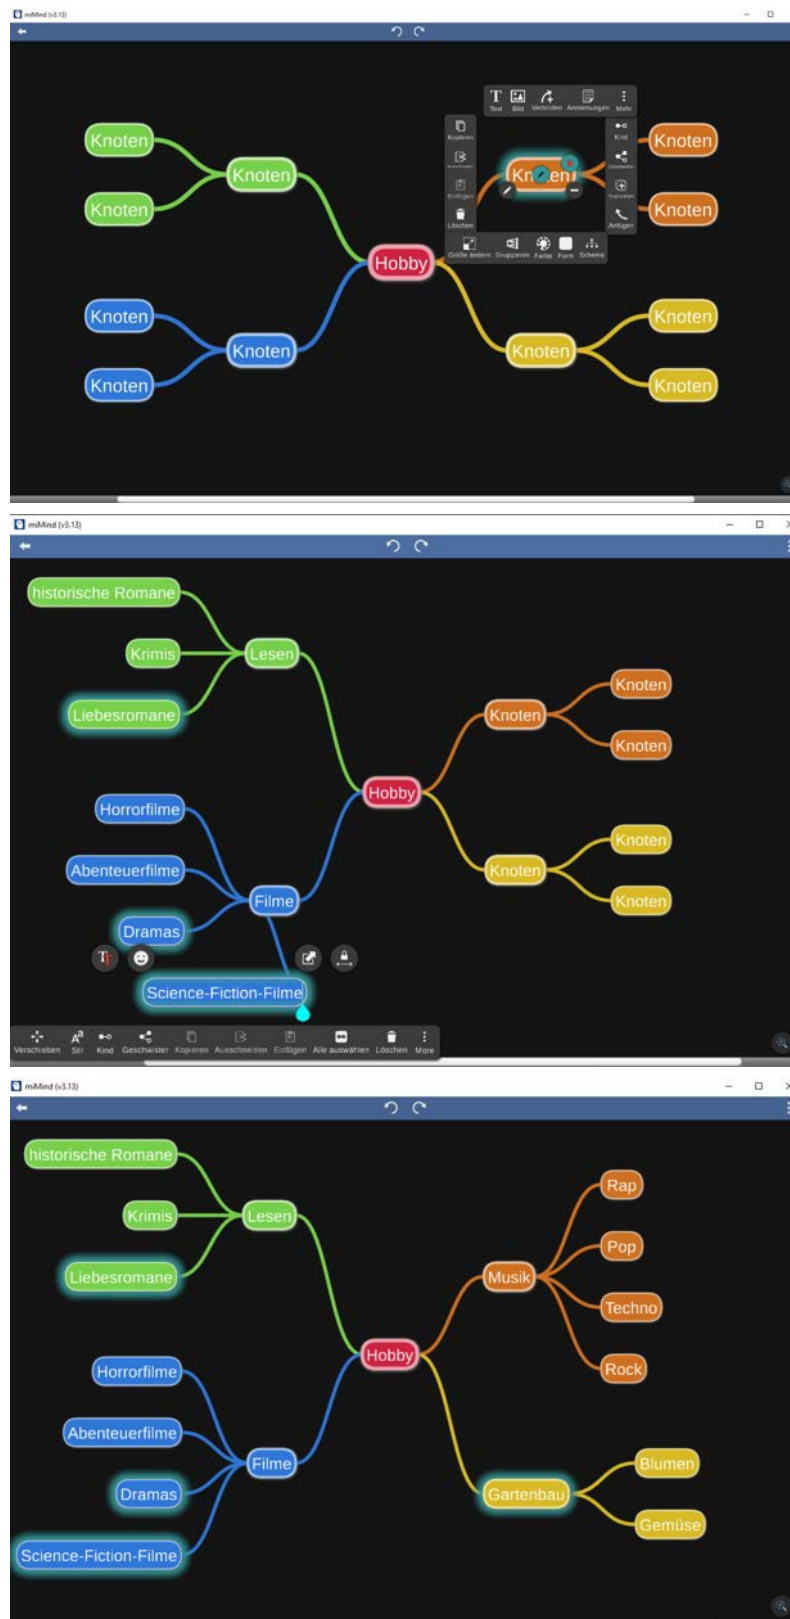 miMind (v3.13)
Text Bild Verbinden Anmerkungen Mehr
Kopieren Kind
Knoten Knoten
Knoten Knoten
Einfügen
Knoten Knoten
Löschen Anfügen
Größe ändern Gruppieren Farbe Form Schema
Hobby
Knoten Knoten
Knoten Knoten
Knoten Knoten
miMind (v3.13)
historische Romane
Krimis Lesen
Knoten
Liebesromane Knoten
Knoten
Hobby
Horrorfilme
Knoten
Abenteuerfilme Knoten
Filme Knoten
Dramas
Science-Fiction-Filme
Verschieben Stil Kind Geschwister Kopieren Ausschneiden Einfügen Alle auswählen Löschen More
miMind (v3.13)
historische Romane
Rap
Krimis Lesen
Pop
Liebesromane Musik
Techno
Hobby
Horrorfilme Rock
Abenteuerfilme
Filme Blumen
Dramas Gartenbau
Gemüse
Science-Fiction-Filme